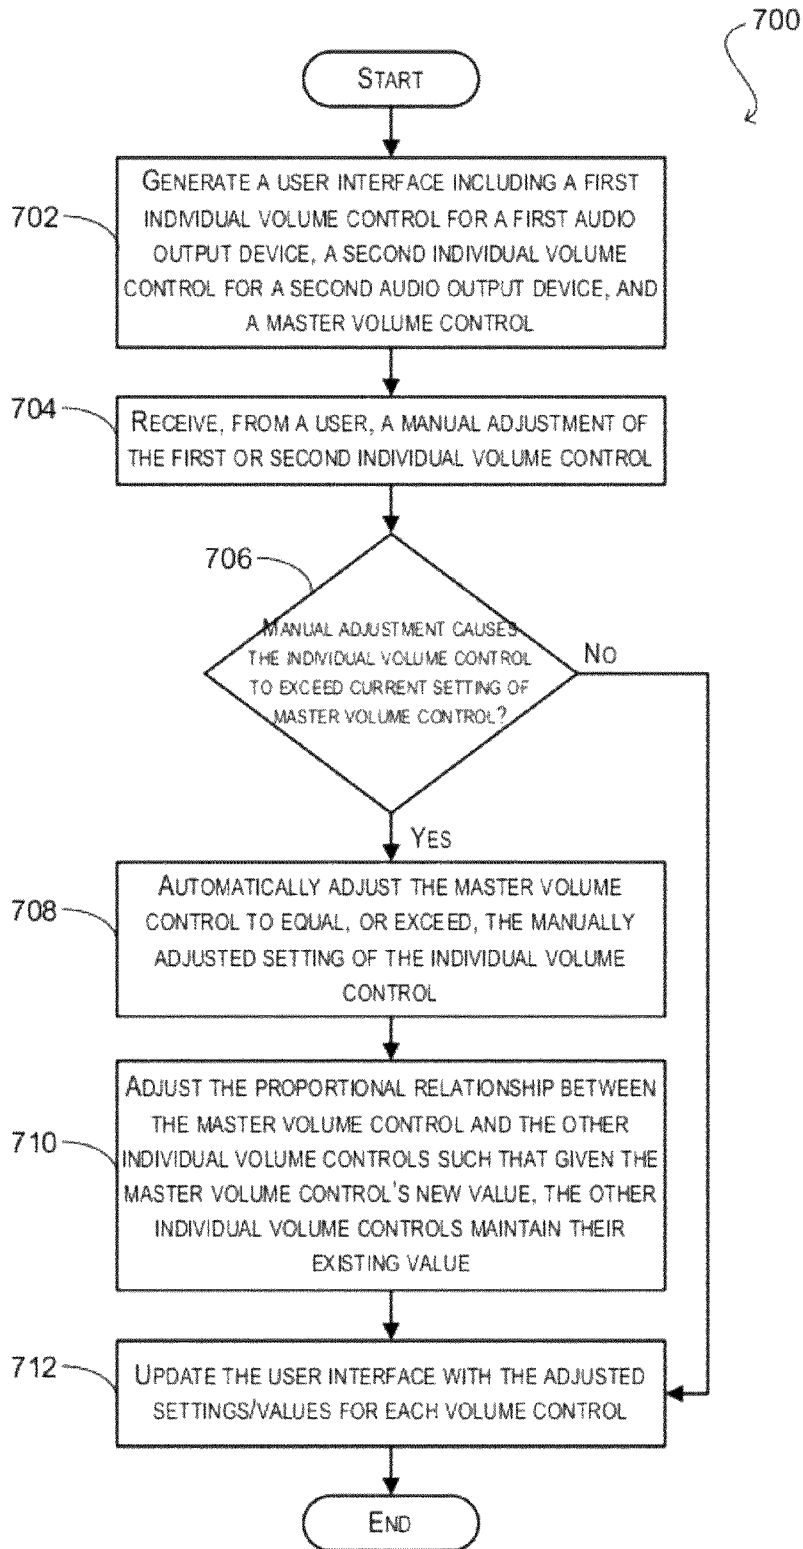 700
START
702
GENERATE A USER INTERFACE INCLUDING A FIRST
INDIVIDUAL VOLUME CONTROL FOR A FIRST AUDIO
OUTPUT DEVICE, A SECOND INDIVIDUAL VOLUME
CONTROL FOR A SECOND AUDIO OUTPUT DEVICE, AND
A MASTER VOLUME CONTROL
704
RECEIVE, FROM A USER, A MANUAL ADJUSTMENT OF
THE FIRST OR SECOND INDIVIDUAL VOLUME CONTROL
706
MANUAL ADJUSTMENT CAUSES
THE INDIVIDUAL VOLUME CONTROL
TO EXCEED CURRENT SETTING OF
MASTER VOLUME CONTROL?
NO
YES
708
AUTOMATICALLY ADJUST THE MASTER VOLUME
CONTROL TO EQUAL, OR EXCEED, THE MANUALLY
ADJUSTED SETTING OF THE INDIVIDUAL VOLUME
CONTROL
710
ADJUST THE PROPORTIONAL RELATIONSHIP BETWEEN
THE MASTER VOLUME CONTROL AND THE OTHER
INDIVIDUAL VOLUME CONTROLS SUCH THAT GIVEN THE
MASTER VOLUME CONTROL'S NEW VALUE, THE OTHER
INDIVIDUAL VOLUME CONTROLS MAINTAIN THEIR
EXISTING VALUE
712
UPDATE THE USER INTERFACE WITH THE ADJUSTED
SETTINGS/VALUES FOR EACH VOLUME CONTROL
END